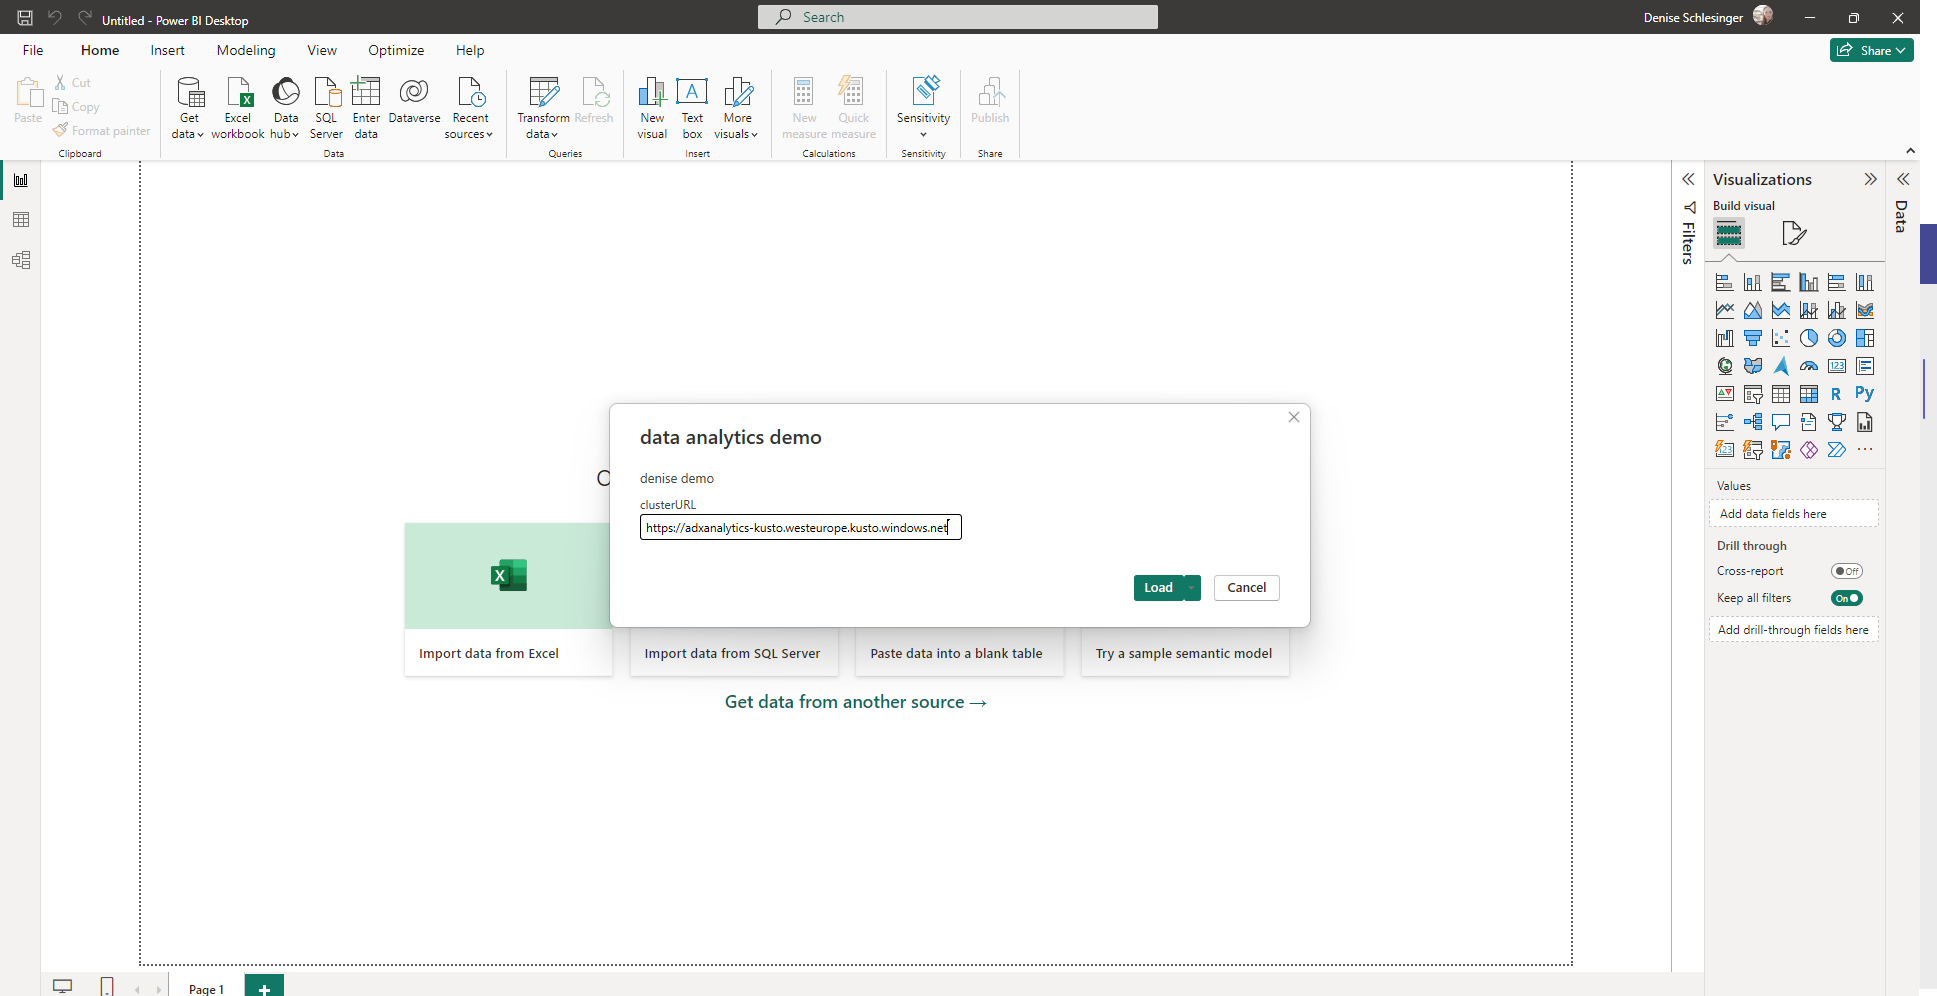 Untitled - Power BI Desktop
Search
Denise Schlesinger
File Home Insert Modeling View Optimize Help
Share
Paste
Cut
Copy
Format painter
Clipboard
Get data
Excel workbook
Data hub
SQL Server
Enter data
Dataverse
Recent sources
Data
Transform data
Refresh
Queries
New visual
Text box
More visuals
Insert
New measure
Quick measure
Calculations
Sensitivity
Sensitivity
Publish
Share
Filters
Visualizations
Build visual
Data
R
Py
123
123
Values
Add data fields here
Drill through
Cross-report
Off
Keep all filters
On
Add drill-through fields here
data analytics demo
denise demo
clusterURL
https://adxanalytics-kusto.westeurope.kusto.windows.net
Load
Cancel
Import data from Excel
Import data from SQL Server
Paste data into a blank table
Try a sample semantic model
Get data from another source →
Page 1